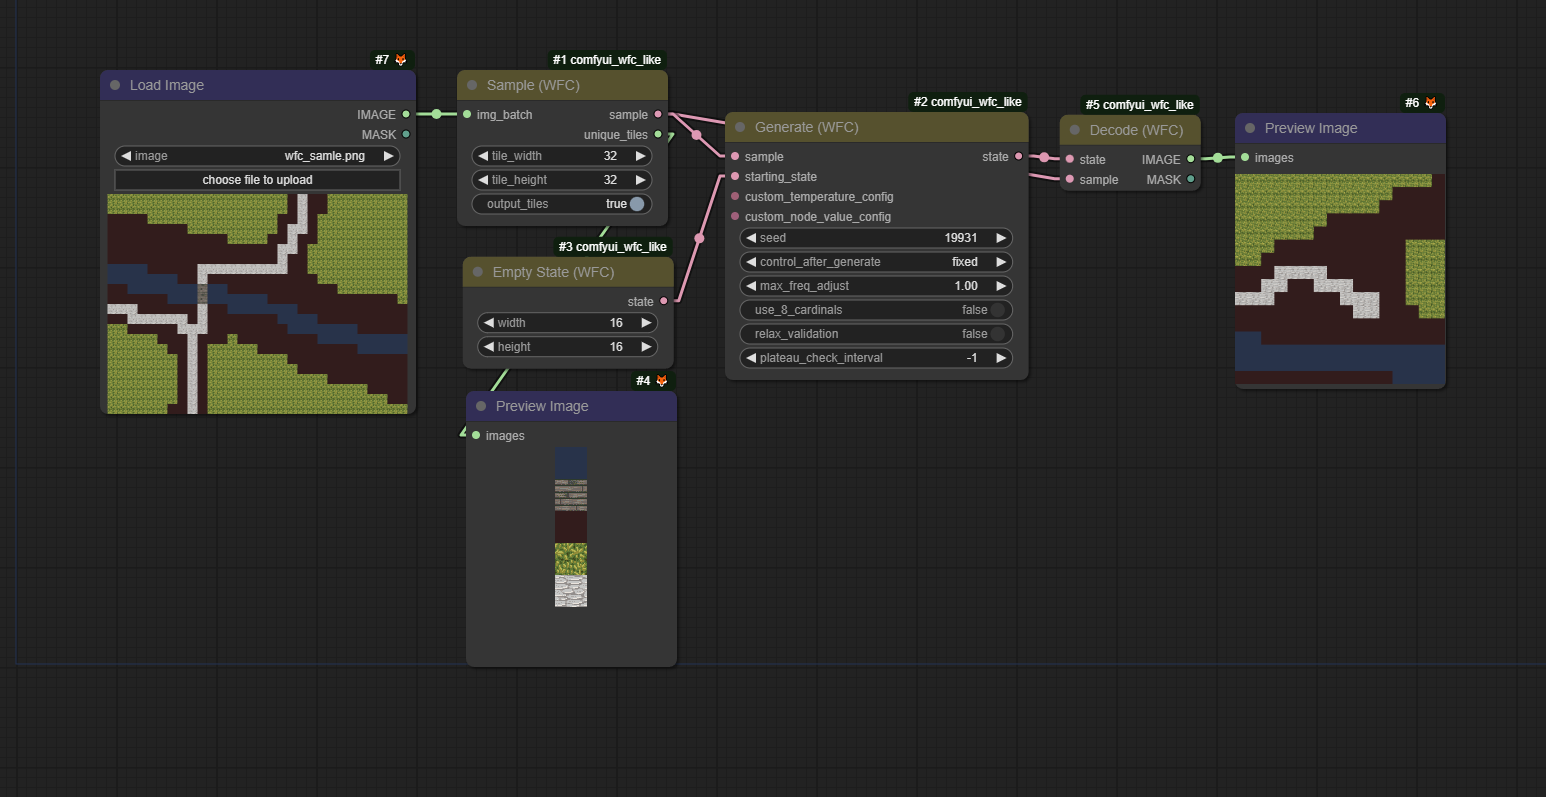 #7
Load Image
IMAGE
MASK
image wfc_samle.png
choose file to upload
#1 comfyui_wfc_like
Sample (WFC)
img_batch sample
unique_tiles
tile_width 32
tile_height 32
output_tiles true
#3 comfyui_wfc_like
Empty State (WFC)
state
width 16
height 16
#4
Preview Image
images
#2 comfyui_wfc_like
Generate (WFC)
sample state
starting_state
custom_temperature_config
custom_node_value_config
seed 19931
control_after_generate fixed
max_freq_adjust 1.00
use_8_cardinals false
relax_validation false
plateau_check_interval -1
#5 comfyui_wfc_like
Decode (WFC)
state IMAGE
sample MASK
#6
Preview Image
images